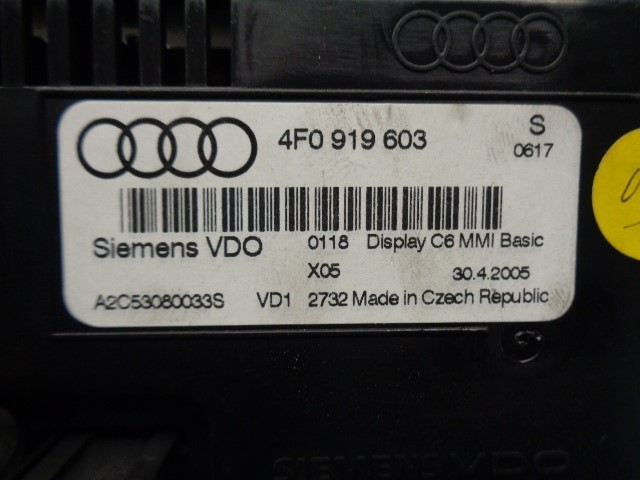 4F0 919 603
S
0617
Siemens VDO
0118 Display C6 MMI Basic
X05 30.4.2005
A2C53080033S VD1 2732 Made in Czech Republic
SIEMENS VDO